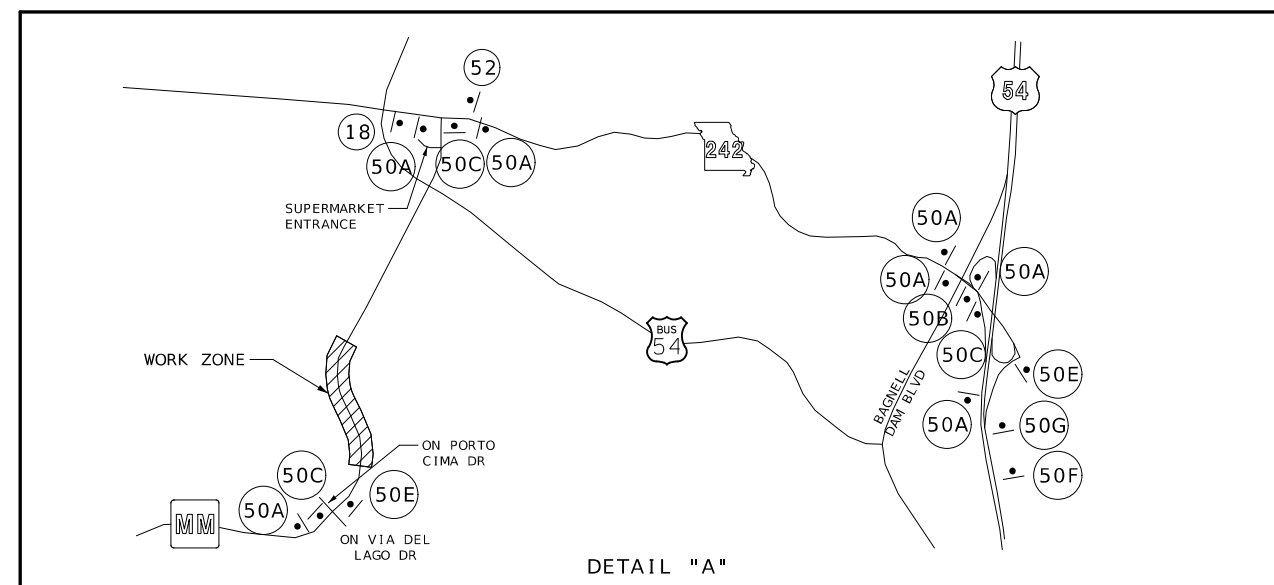 52
54
18
242
50A
50C
50A
SUPERMARKET
ENTRANCE
50A
50A
50A
50B
BUS
54
50C
WORK ZONE
50E
BAGNELL
DAM BLVD
50A
50G
ON PORTO
CIMA DR
50C
50F
50E
50A
MM
ON VIA DEL
LAGO DR
DETAIL "A"